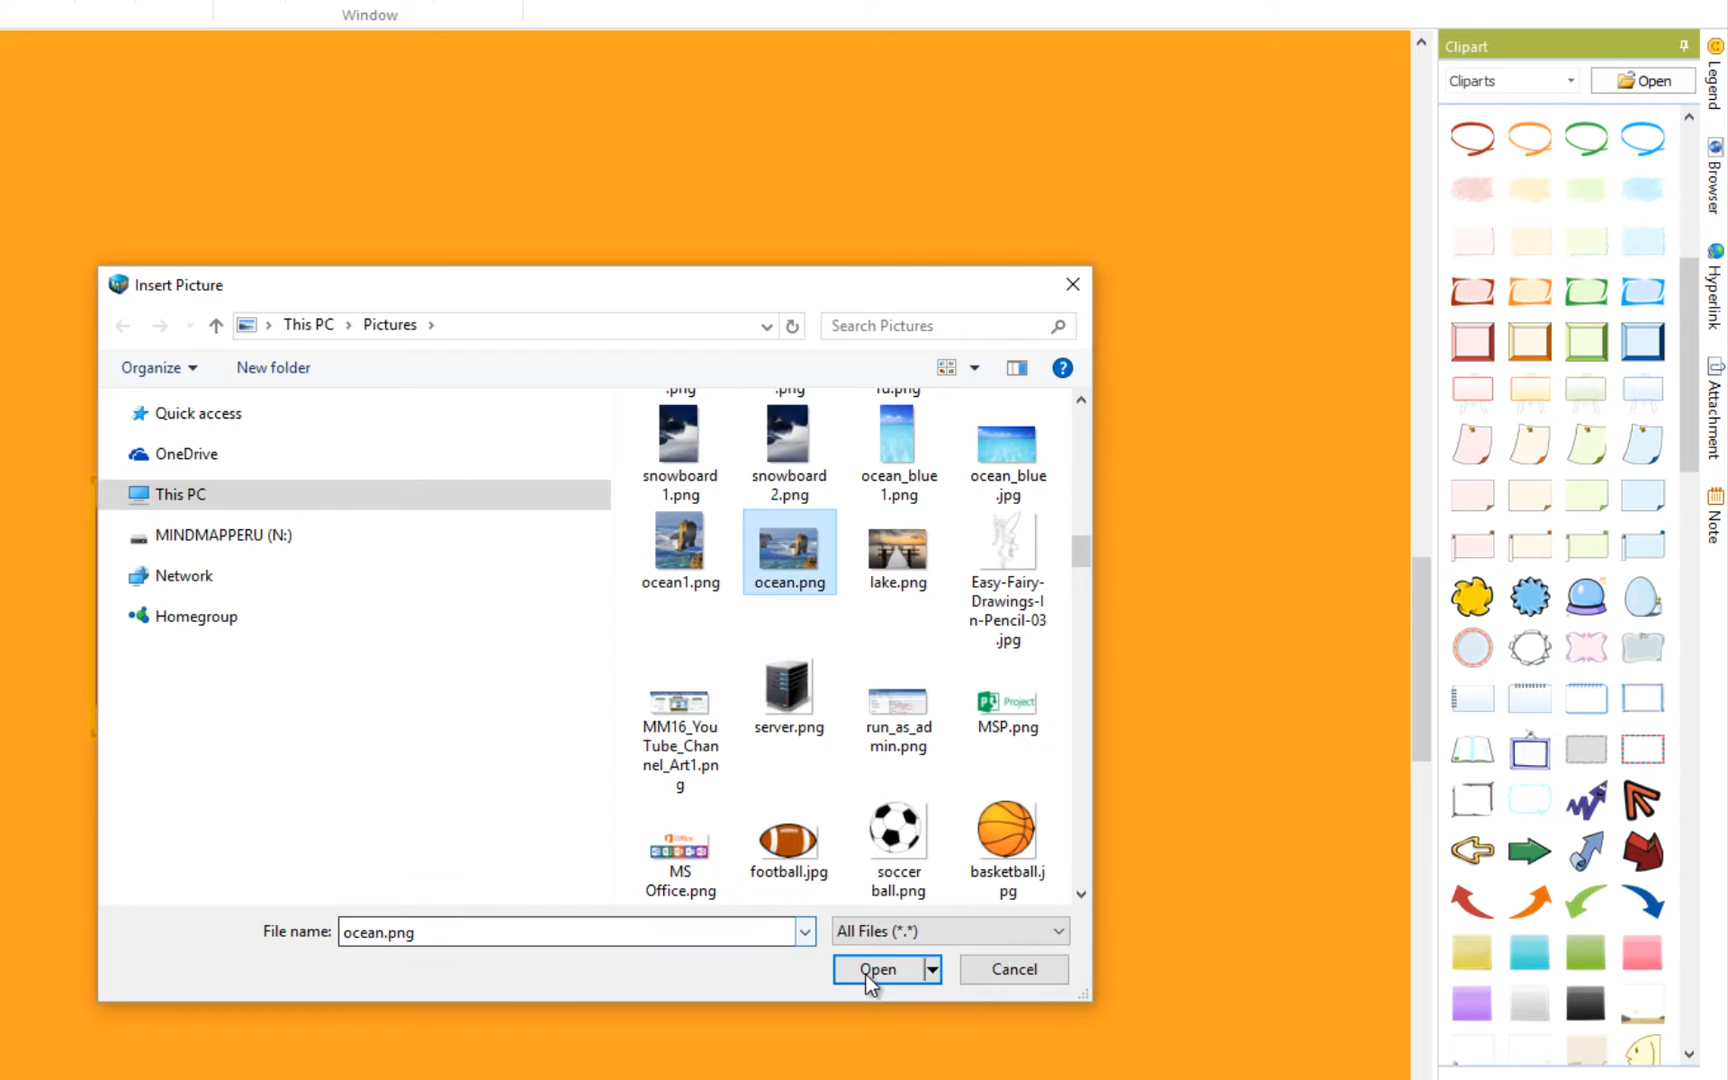 Window
Clipart
Cliparts
Open
Legend
Browser
Hyperlink
Attachment
Note
Insert Picture
This PC
Pictures
Search Pictures
Organize
New folder
?
Quick access
OneDrive
This PC
MINDMAPPERU (N:)
Network
Homegroup
.png
.png
ru.png
snowboard
1.png
snowboard
2.png
ocean_blue
1.png
ocean_blue
.jpg
ocean1.png
ocean.png
lake.png
Easy-Fairy-
Drawings-I
n-Pencil-03
.jpg
Project
MM16_You
Tube_Chan
nel_Art1.pn
g
server.png
run_as_ad
min.png
MSP.png
Office
MS
Office.png
football.jpg
soccer
ball.png
basketball.j
pg
File name:
ocean.png
All Files (*.*)
Open
Cancel